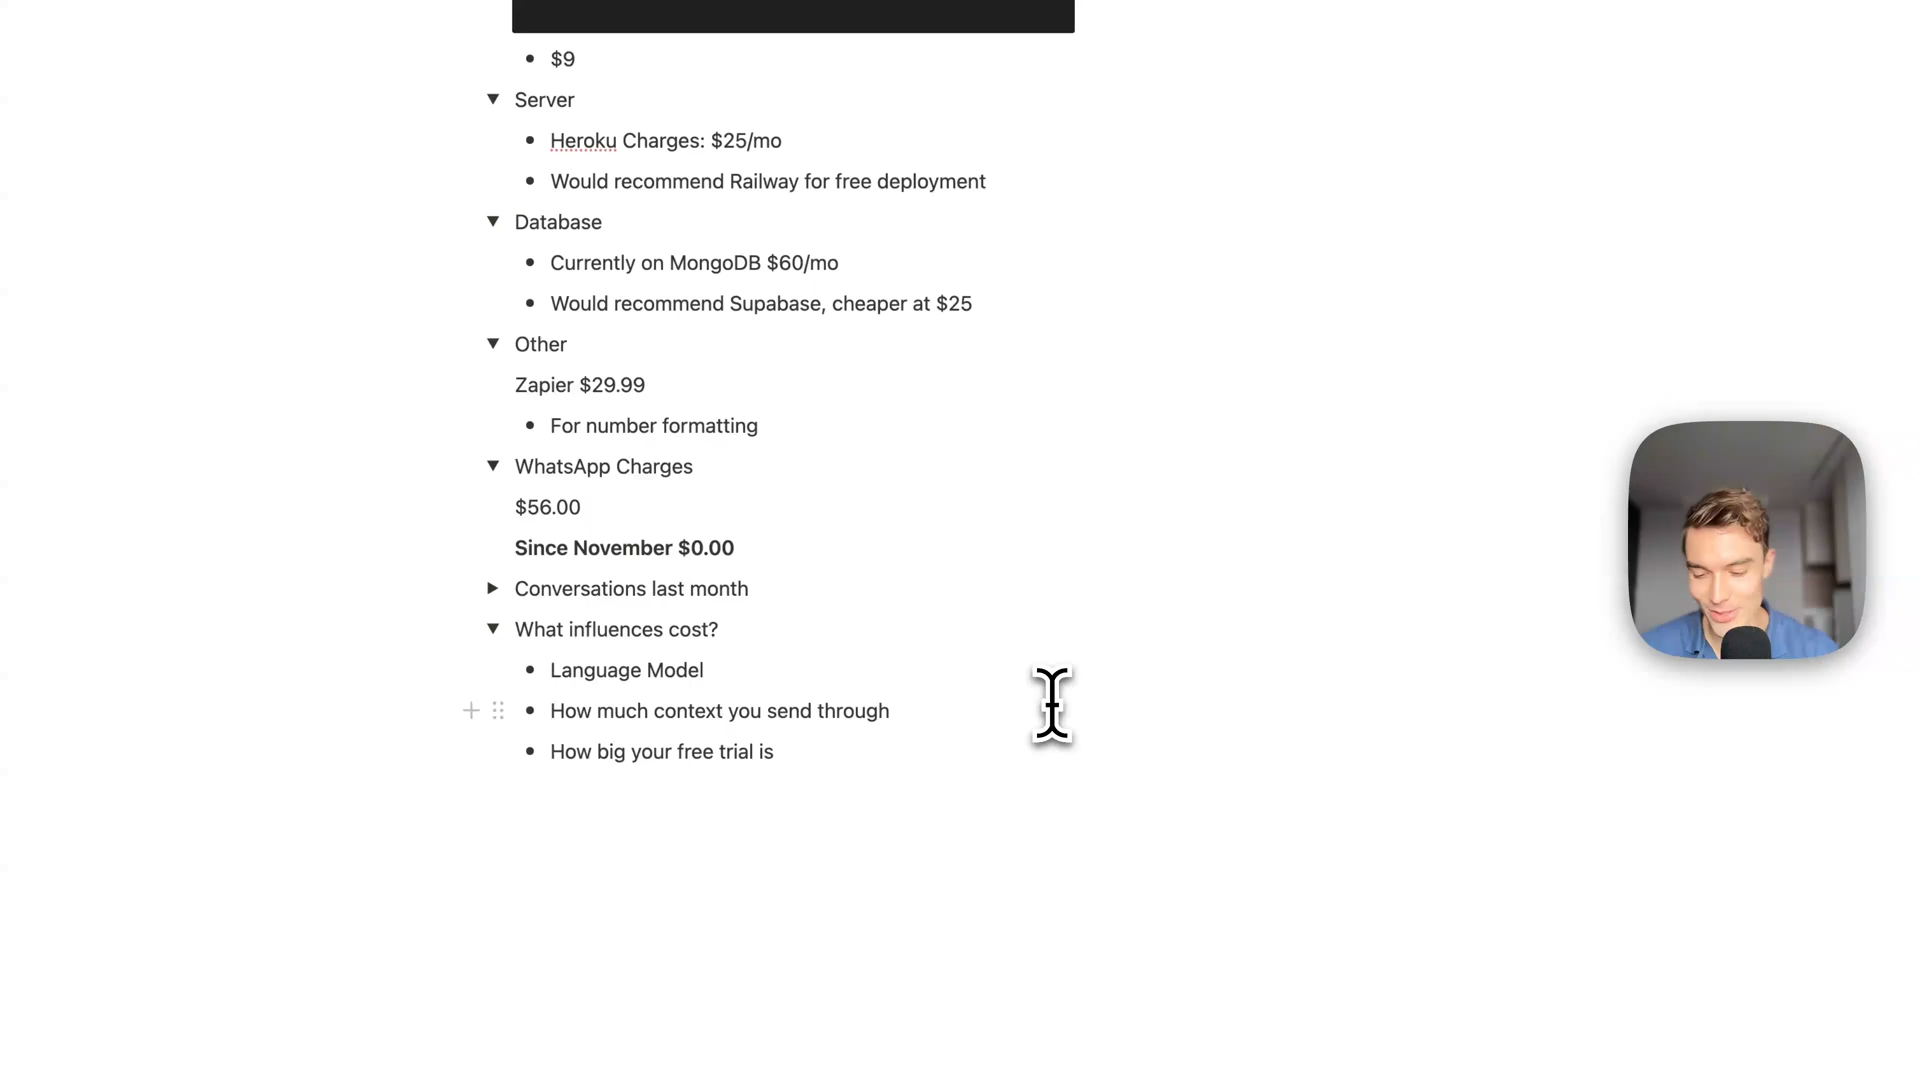 $9
Server
Heroku Charges: $25/mo
Would recommend Railway for free deployment
Database
Currently on MongoDB $60/mo
Would recommend Supabase, cheaper at $25
Other
Zapier $29.99
For number formatting
WhatsApp Charges
$56.00
Since November $0.00
Conversations last month
What influences cost?
Language Model
How much context you send through
How big your free trial is